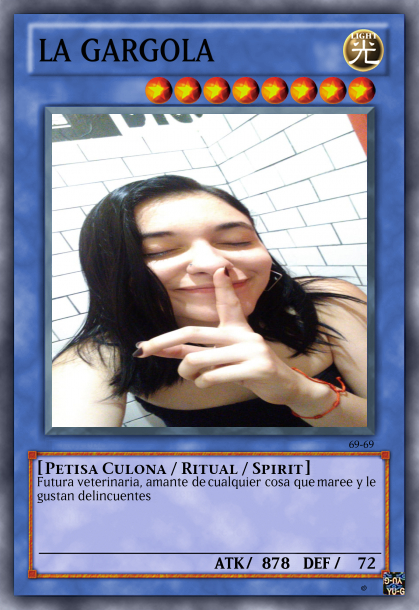 LA GARGOLA
LIGHT
光
69-69
[PETISA CULONA / RITUAL / SPIRIT]
Futura veterinaria, amante de cualquier cosa que maree y le
gustan delincuentes
ATK/ 878 DEF/ 72